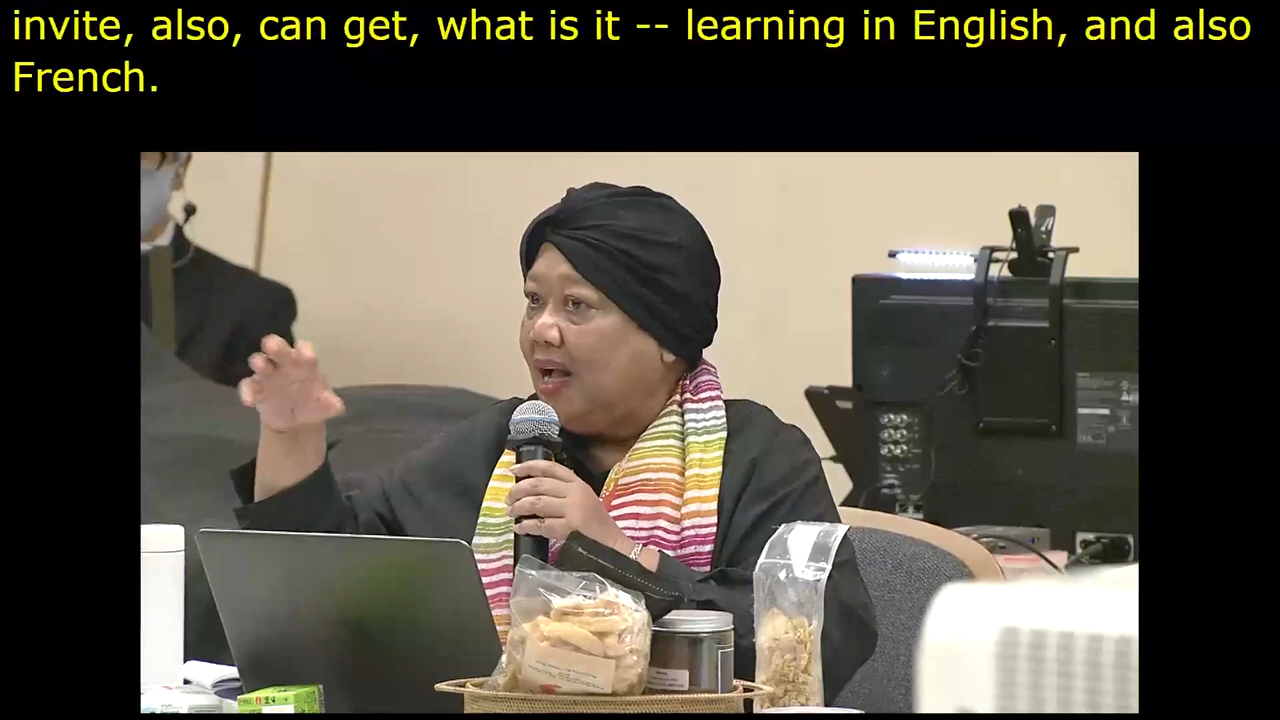 invite, also, can get, what is it -- learning in English, and also
French.